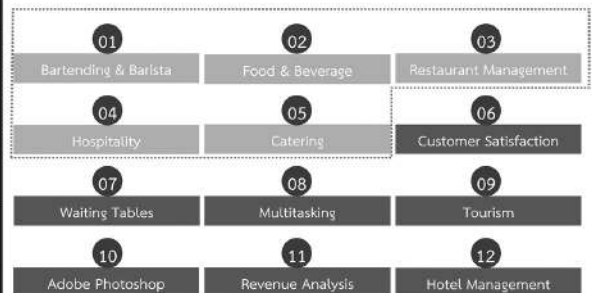 01 02 03
Bartending & Barista Food & Beverage Restaurant Management
04 05 06
Hospitality Catering Customer Satisfaction
07 08 09
Waiting Tables Multitasking Tourism
10 11 12
Adobe Photoshop Revenue Analysis Hotel Management